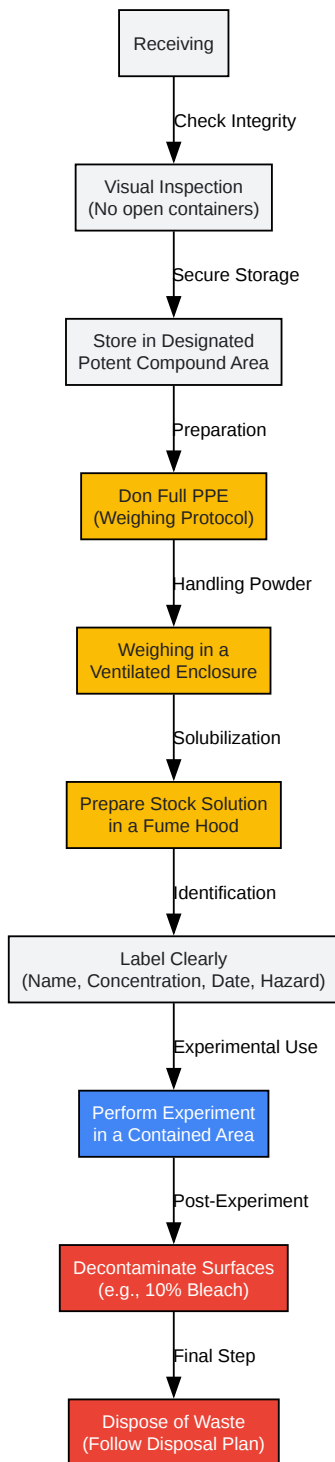 Receiving
Check Integrity
Visual Inspection
(No open containers)
Secure Storage
Store in Designated
Potent Compound Area
Preparation
Don Full PPE
(Weighing Protocol)
Handling Powder
Weighing in a
Ventilated Enclosure
Solubilization
Prepare Stock Solution
in a Fume Hood
Identification
Label Clearly
(Name, Concentration, Date, Hazard)
Experimental Use
Perform Experiment
in a Contained Area
Post-Experiment
Decontaminate Surfaces
(e.g., 10% Bleach)
Final Step
Dispose of Waste
(Follow Disposal Plan)